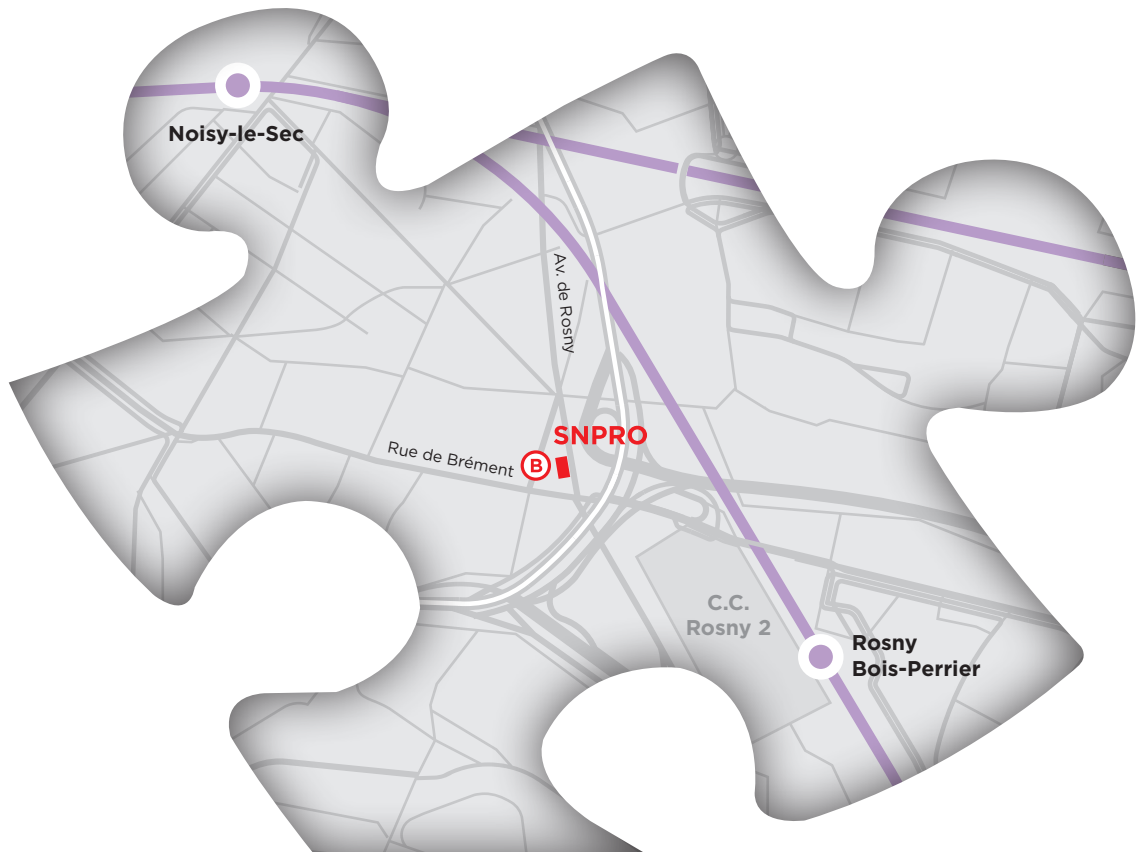 Noisy-le-Sec
Av. de Rosny
SNPRO
Rue de Brément
B
C.C.
Rosny 2
Rosny
Bois-Perrier